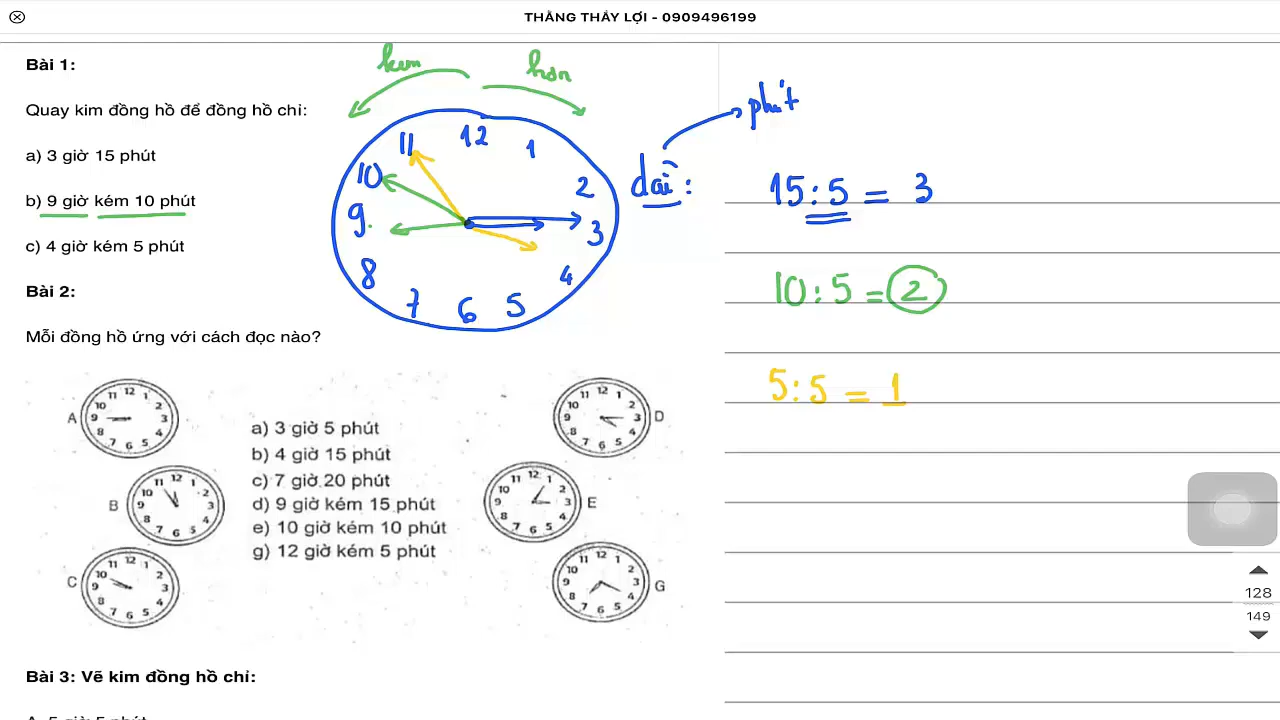 THẰNG THẦY LỢI - 0909496199
Bài 1:
Quay kim đồng hồ để đồng hồ chỉ:
a) 3 giờ 15 phút
b) 9 giờ kém 10 phút
c) 4 giờ kém 5 phút
kém
hơn
12
1
2
3
4
5
6
7
8
9
10
11
dài:
phút
15 : 5 = 3
10 : 5 = 2
5 : 5 = 1
Bài 2:
Mỗi đồng hồ ứng với cách đọc nào?
A
B
C
a) 3 giờ 5 phút
b) 4 giờ 15 phút
c) 7 giờ 20 phút
d) 9 giờ kém 15 phút
e) 10 giờ kém 10 phút
g) 12 giờ kém 5 phút
D
E
G
128
149
Bài 3: Vẽ kim đồng hồ chỉ:
A. 5 giờ 5 phút